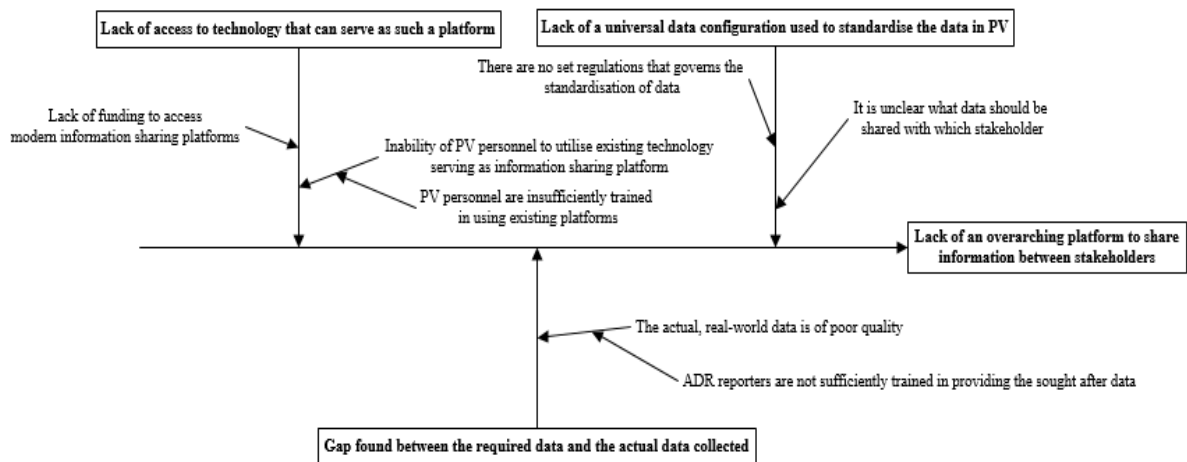 Lack of access to technology that can serve as such a platform
Lack of a universal data configuration used to standardise the data in PV
There are no set regulations that governs the
standardisation of data
Lack of funding to access
modern information sharing platforms
It is unclear what data should be
shared with which stakeholder
Inability of PV personnel to utilise existing technology
serving as information sharing platform
PV personnel are insufficiently trained
in using existing platforms
Lack of an overarching platform to share
information between stakeholders
The actual, real-world data is of poor quality
ADR reporters are not sufficiently trained in providing the sought after data
Gap found between the required data and the actual data collected